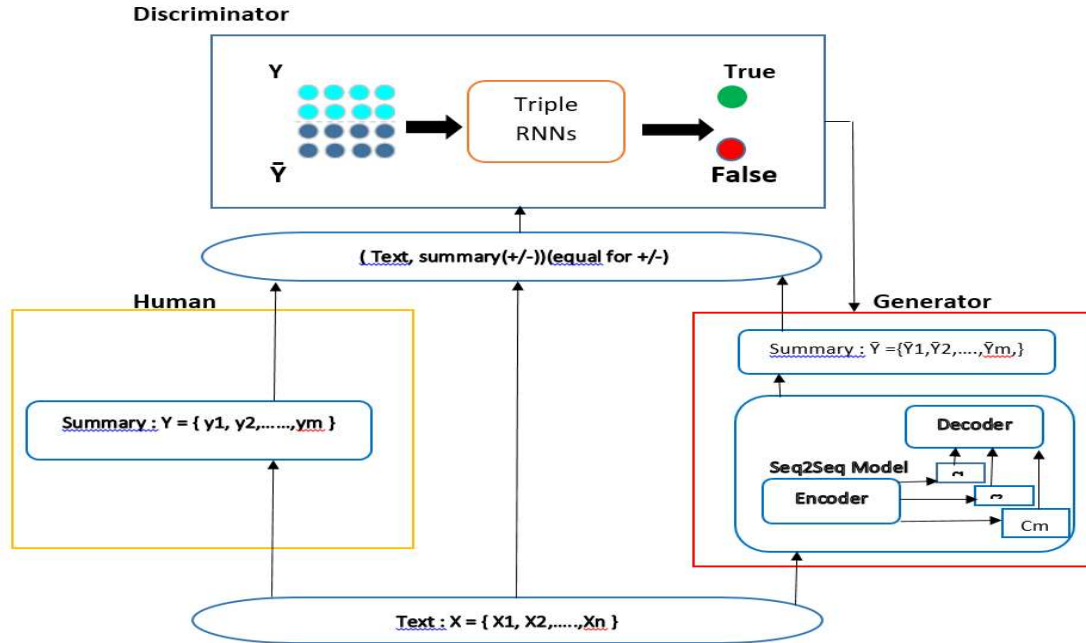 Discriminator
Y
True
Triple
RNNs
Ȳ
False
( Text, summary(+/-))(equal for +/-)
Human
Generator
Summary : Ȳ ={Ȳ1,Ȳ2,....,Ȳm,}
Summary : Y = { y1, y2,......,ym }
Decoder
Seq2Seq Model
Encoder
Cm
Text : X = { X1, X2,.....,Xn }